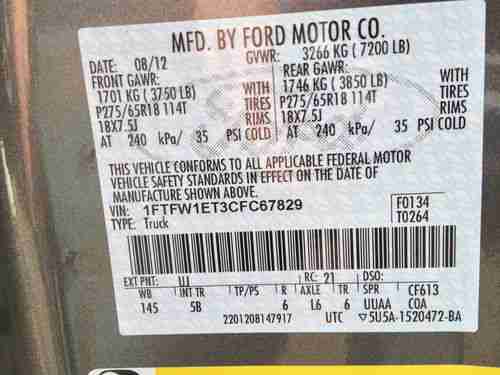 MFD. BY FORD MOTOR CO.
DATE: 08/12 GVWR: 3266 KG (7200 LB)
FRONT GAWR: REAR GAWR:
1701 KG (3750 LB) WITH 1746 KG (3850 LB) WITH
P275/65R18 114T TIRES P275/65R18 114T TIRES
18X7.5J RIMS 18X7.5J RIMS
AT 240 kPa/ 35 PSI COLD AT 240 kPa/ 35 PSI COLD
THIS VEHICLE CONFORMS TO ALL APPLICABLE FEDERAL MOTOR
VEHICLE SAFETY STANDARDS IN EFFECT ON THE DATE OF
MANUFACTURE SHOWN ABOVE.
VIN: 1FTFW1ET3CFC67829 F0134
TYPE: Truck T0264
EXT PNT: UJ RC: 21 DSO:
WB INT TR TP/PS R AXLE TR SPR CF613
145 5B 6 L6 6 UUAA COA
2201208147917 UTC ▽5U5A-1520472-BA